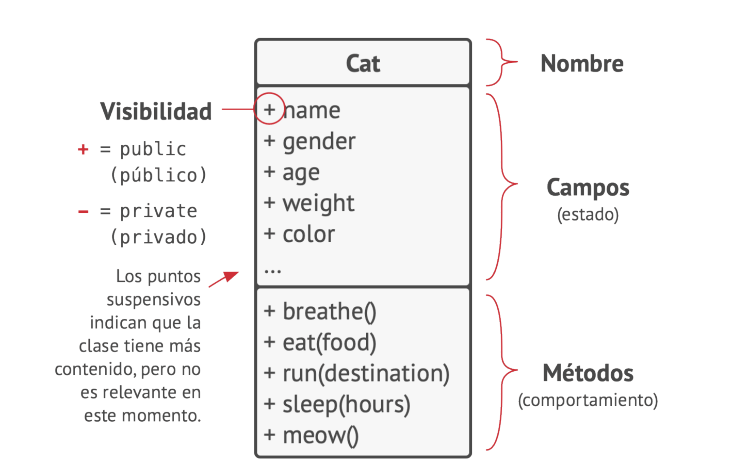 Cat
Nombre
Visibilidad
+ = public
(público)
− = private
(privado)
Los puntos
suspensivos
indican que la
clase tiene más
contenido, pero no
es relevante en
este momento.
+ name
+ gender
+ age
+ weight
+ color
...
Campos
(estado)
+ breathe()
+ eat(food)
+ run(destination)
+ sleep(hours)
+ meow()
Métodos
(comportamiento)